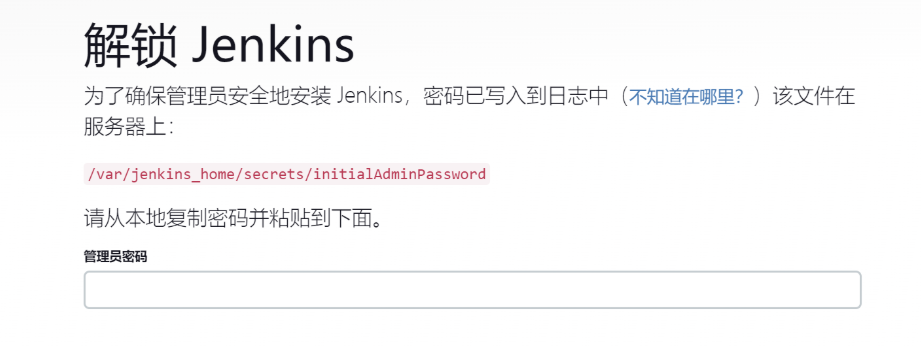 解锁 Jenkins
为了确保管理员安全地安装 Jenkins，密码已写入到日志中（不知道在哪里？）该文件在
服务器上：
/var/jenkins_home/secrets/initialAdminPassword
请从本地复制密码并粘贴到下面。
管理员密码